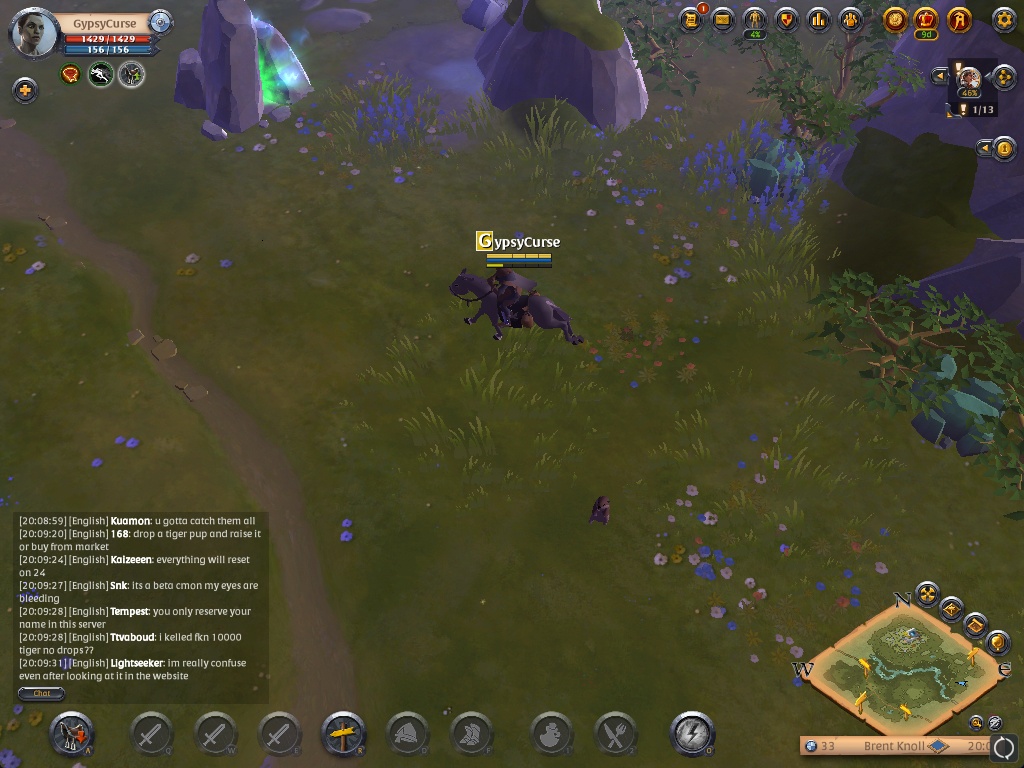 GypsyCurse
1429 / 1429
156 / 156
1
4%
9d
46%
1/13
GypsyCurse
[20:08:59] [English] Kuamon: u gotta catch them all
[20:09:20] [English] 168: drop a tiger pup and raise it
or buy from market
[20:09:24] [English] Kaizeeen: everything will reset
on 24
[20:09:27] [English] Snk: its a beta cmon my eyes are
bleeding
[20:09:28] [English] Tempest: you only reserve your
name in this server
[20:09:28] [English] Ttvaboud: i kelled fkn 10000
tiger no drops??
[20:09:31] [English] Lightseeker: im really confuse
even after looking at it in the website
Chat
N
W
E
A
Q
W
E
R
D
F
2
33
Brent Knoll